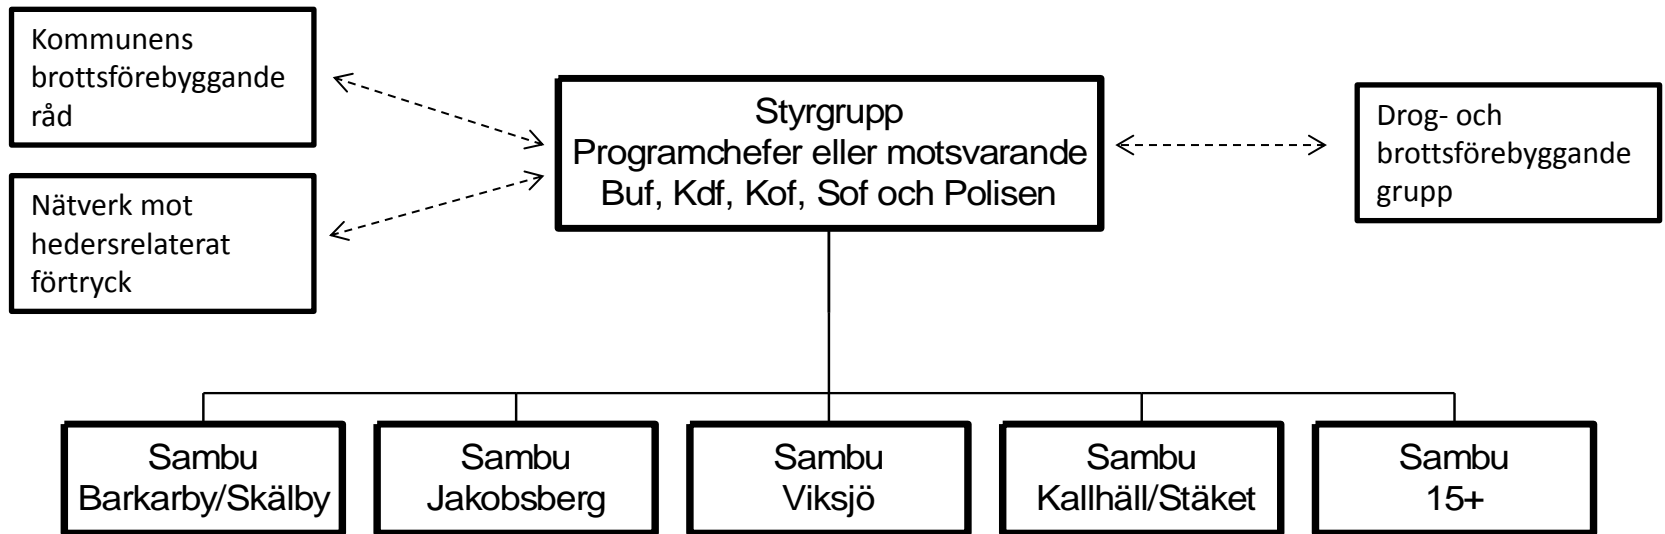 Kommunens
brottsförebyggande
råd
Styrgrupp
Programchefer eller motsvarande
Buf, Kdf, Kof, Sof och Polisen
Drog- och
brottsförebyggande
grupp
Nätverk mot
hedersrelaterat
förtryck
Sambu
Barkarby/Skälby
Sambu
Jakobsberg
Sambu
Viksjö
Sambu
Kallhäll/Stäket
Sambu
15+